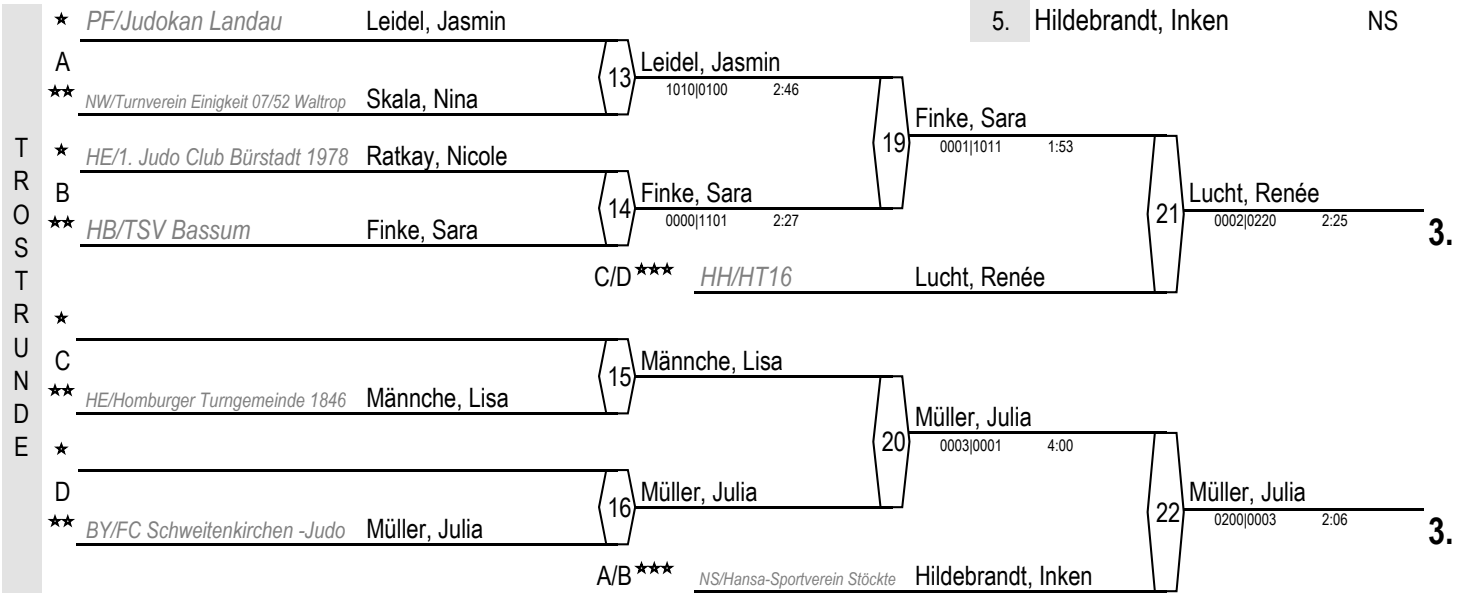 ★ PF/Judokan Landau Leidel, Jasmin
5. Hildebrandt, Inken NS
A
13 Leidel, Jasmin
1010|0100 2:46
★★ NW/Turnverein Einigkeit 07/52 Waltrop Skala, Nina
19 Finke, Sara
0001|1011 1:53
TROSTRUNDE
★ HE/1. Judo Club Bürstadt 1978 Ratkay, Nicole
B
14 Finke, Sara
0000|1101 2:27
21 Lucht, Renée
0002|0220 2:25
3.
★★ HB/TSV Bassum Finke, Sara
C/D ★★★ HH/HT16 Lucht, Renée
★
C
15 Männche, Lisa
★★ HE/Homburger Turngemeinde 1846 Männche, Lisa
20 Müller, Julia
0003|0001 4:00
★
D
16 Müller, Julia
22 Müller, Julia
0200|0003 2:06
3.
★★ BY/FC Schweitenkirchen -Judo Müller, Julia
A/B ★★★ NS/Hansa-Sportverein Stöckte Hildebrandt, Inken